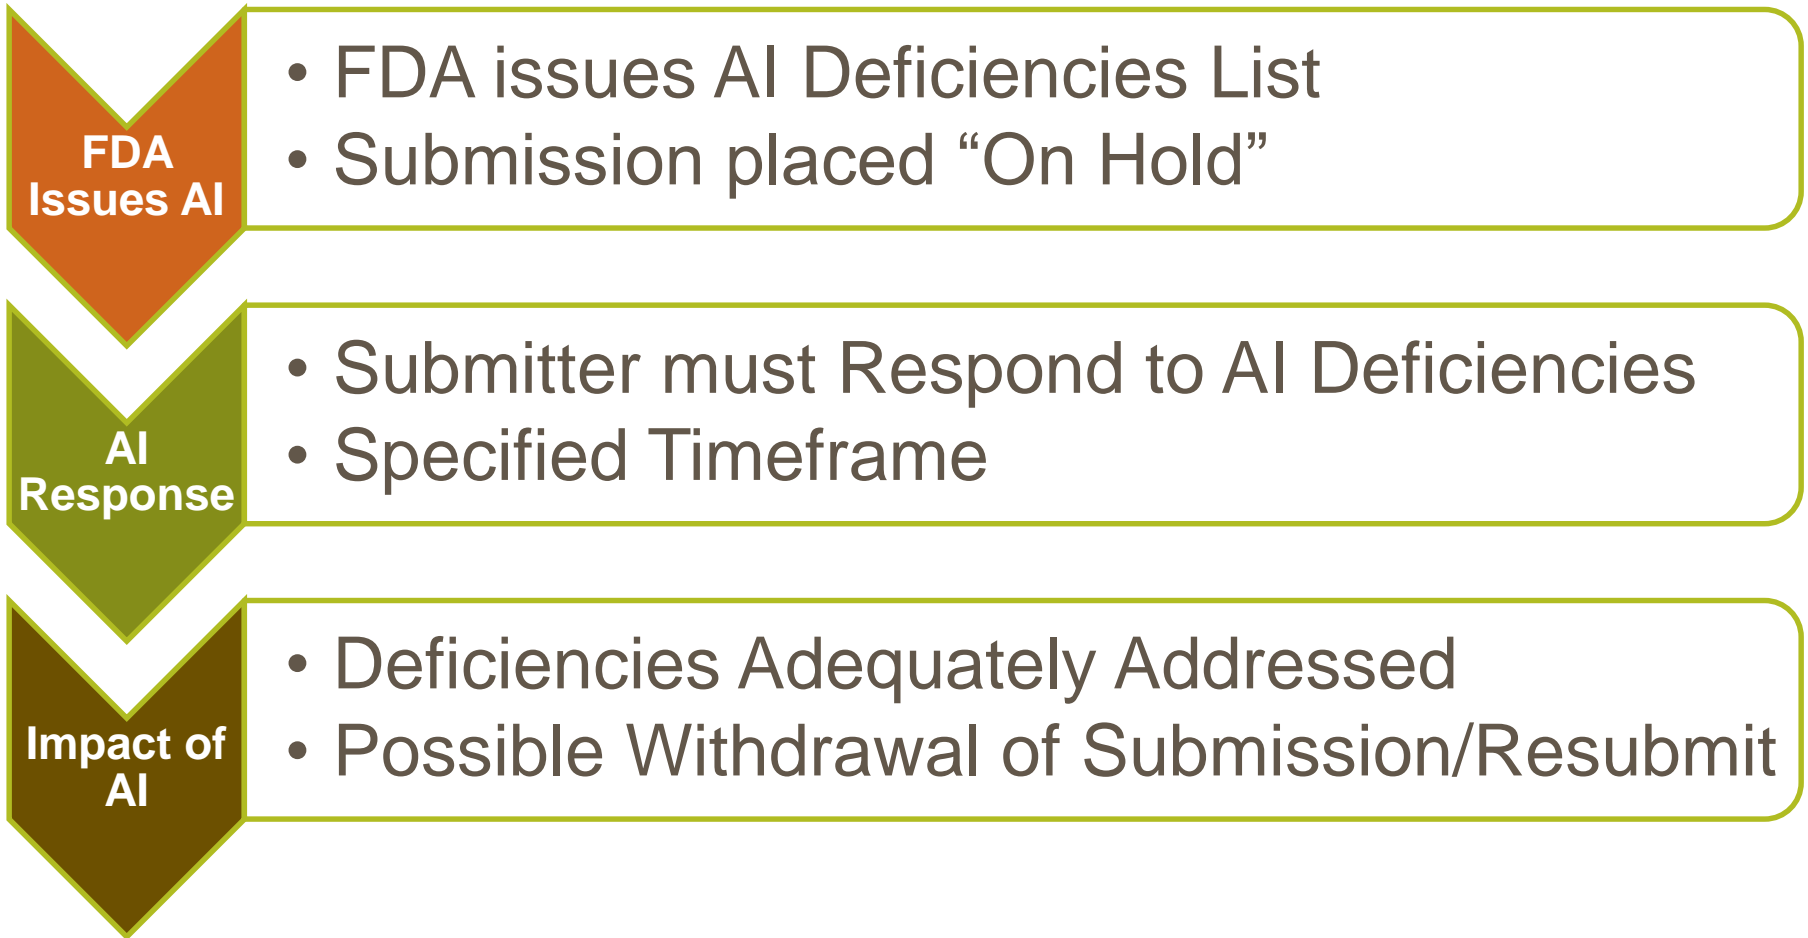 FDA
Issues AI
• FDA issues AI Deficiencies List
• Submission placed “On Hold”
AI
Response
• Submitter must Respond to AI Deficiencies
• Specified Timeframe
Impact of
AI
• Deficiencies Adequately Addressed
• Possible Withdrawal of Submission/Resubmit